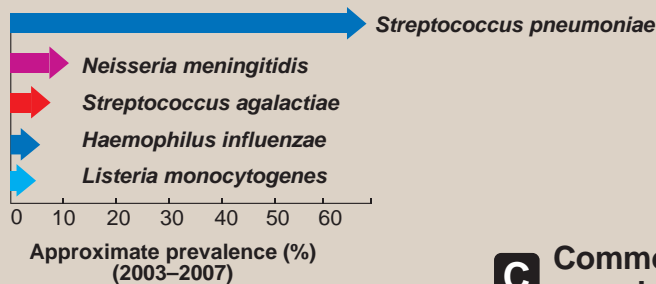 Streptococcus pneumoniae
Neisseria meningitidis
Streptococcus agalactiae
Haemophilus influenzae
Listeria monocytogenes
0 10 20 30 40 50 60
Approximate prevalence (%)
(2003–2007)
C